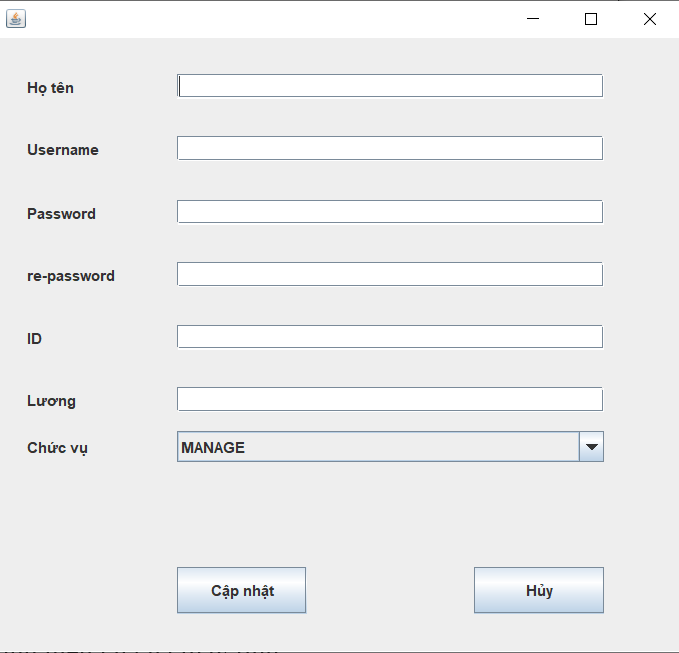 Họ tên
Username
Password
re-password
ID
Lương
Chức vụ MANAGE
Cập nhật Hủy